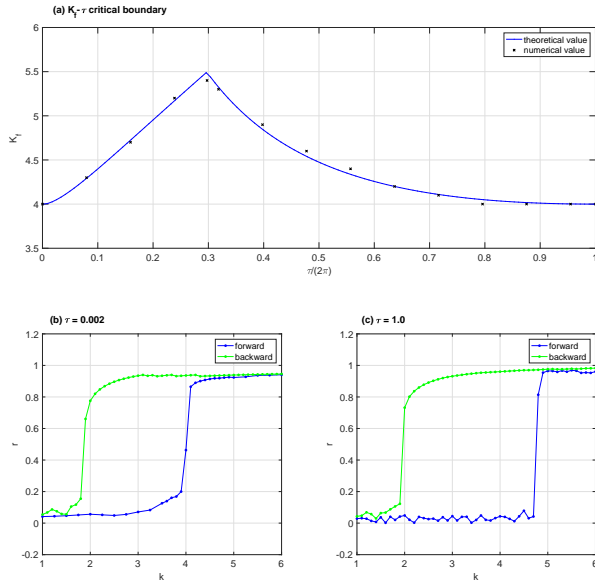 (a) K_f - τ critical boundary
theoretical value
numerical value
K_f
5.5
5
4.5
4
3.5
0 0.1 0.2 0.3 0.4 0.5 0.6 0.7 0.8 0.9 1
τ/(2π)
(b) τ = 0.002
forward
backward
r
1.2
1
0.8
0.6
0.4
0.2
0
-0.2
1 2 3 4 5 6
k
(c) τ = 1.0
forward
backward
r
1.2
1
0.8
0.6
0.4
0.2
0
-0.2
1 2 3 4 5 6
k